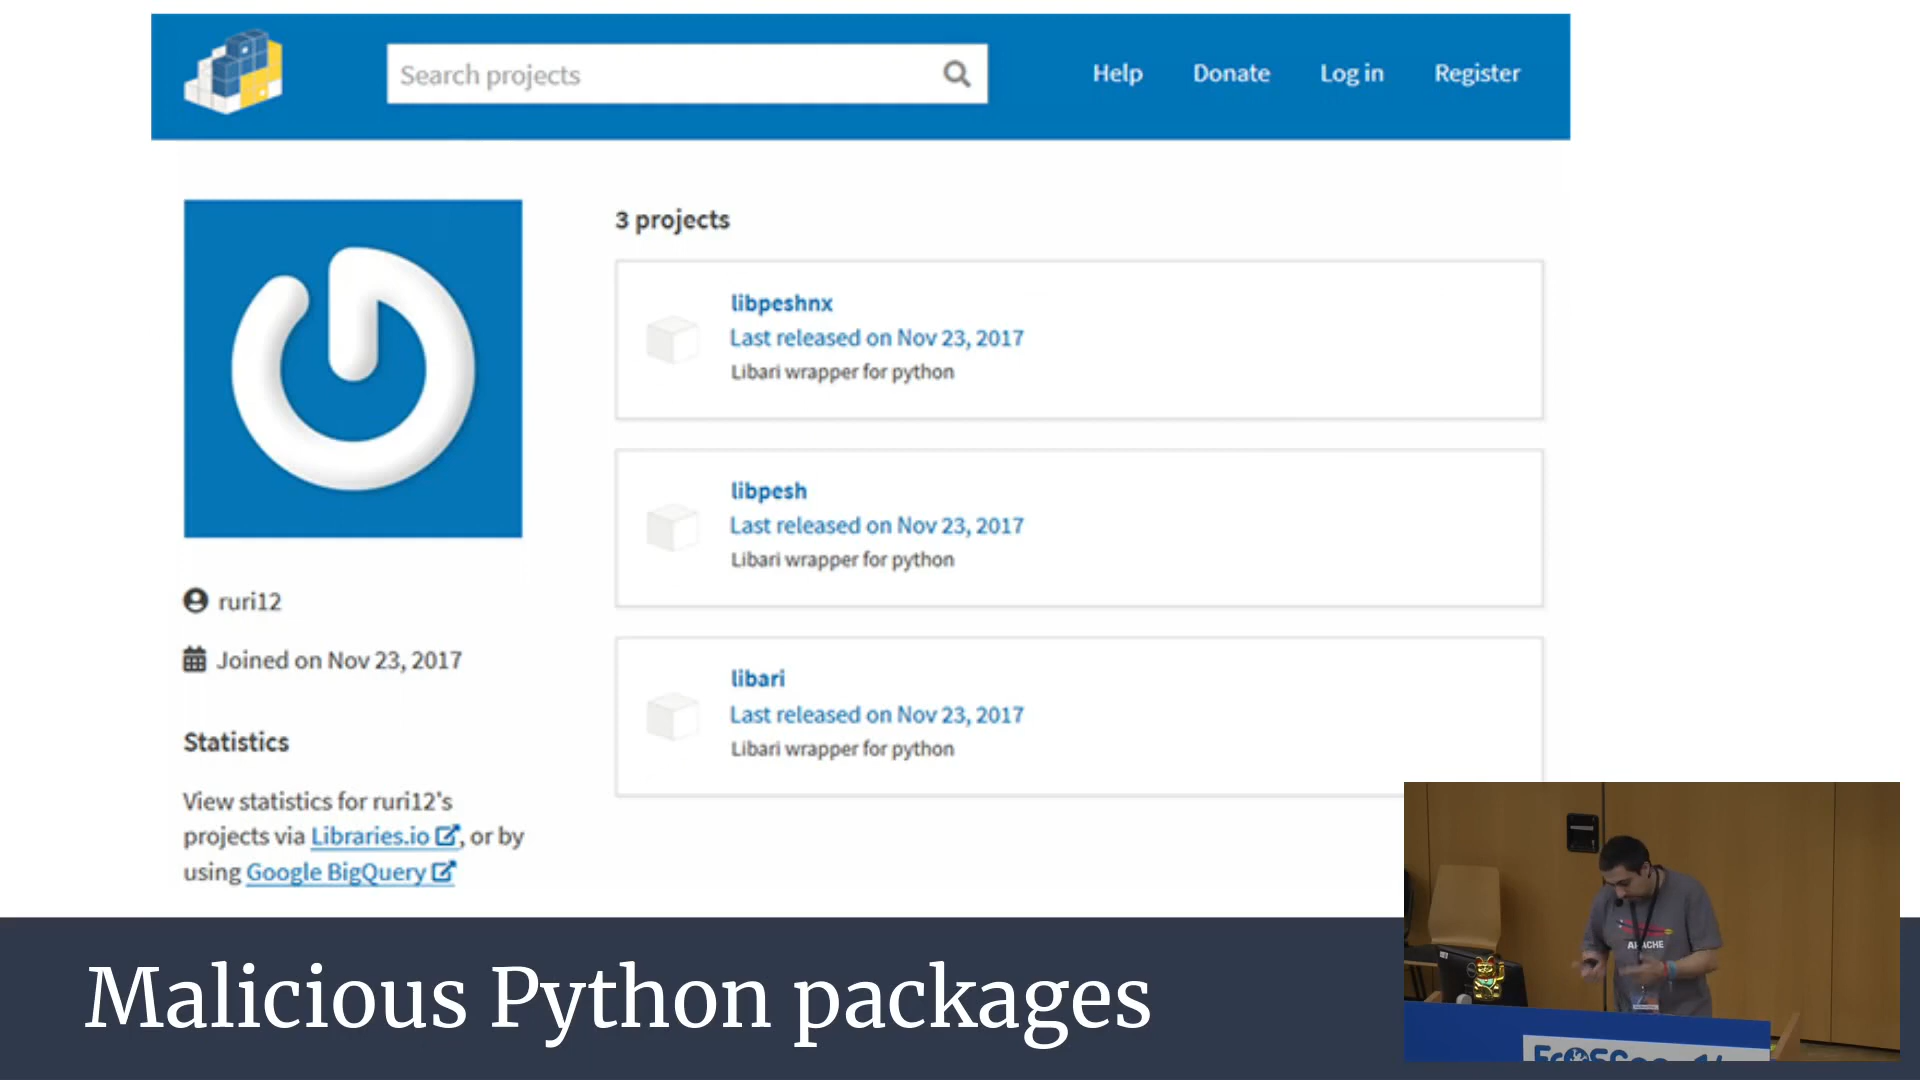 Search projects
Help
Donate
Log in
Register
3 projects
libpeshnx
Last released on Nov 23, 2017
Libari wrapper for python
libpesh
Last released on Nov 23, 2017
Libari wrapper for python
libari
Last released on Nov 23, 2017
Libari wrapper for python
ruri12
Joined on Nov 23, 2017
Statistics
View statistics for ruri12's
projects via Libraries.io, or by
using Google BigQuery
Malicious Python packages
APACHE